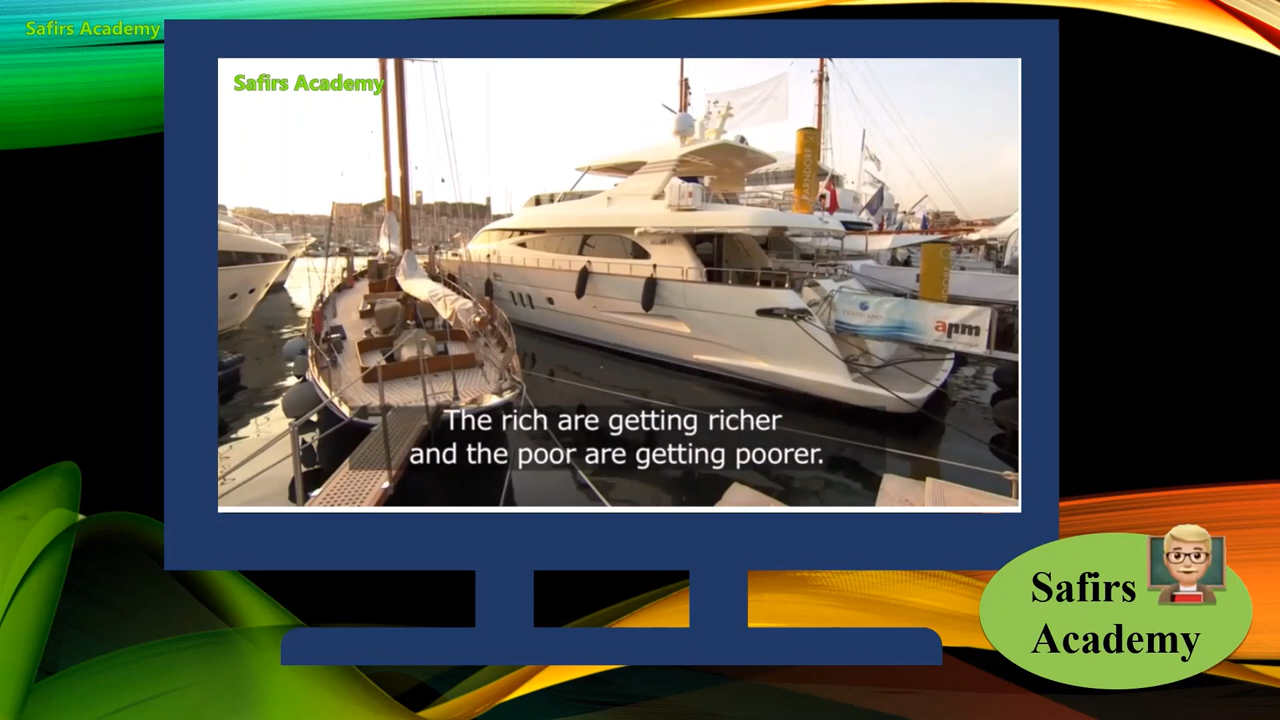 Safirs Academy
Safirs Academy
The rich are getting richer
and the poor are getting poorer.
apm
Safirs
Academy